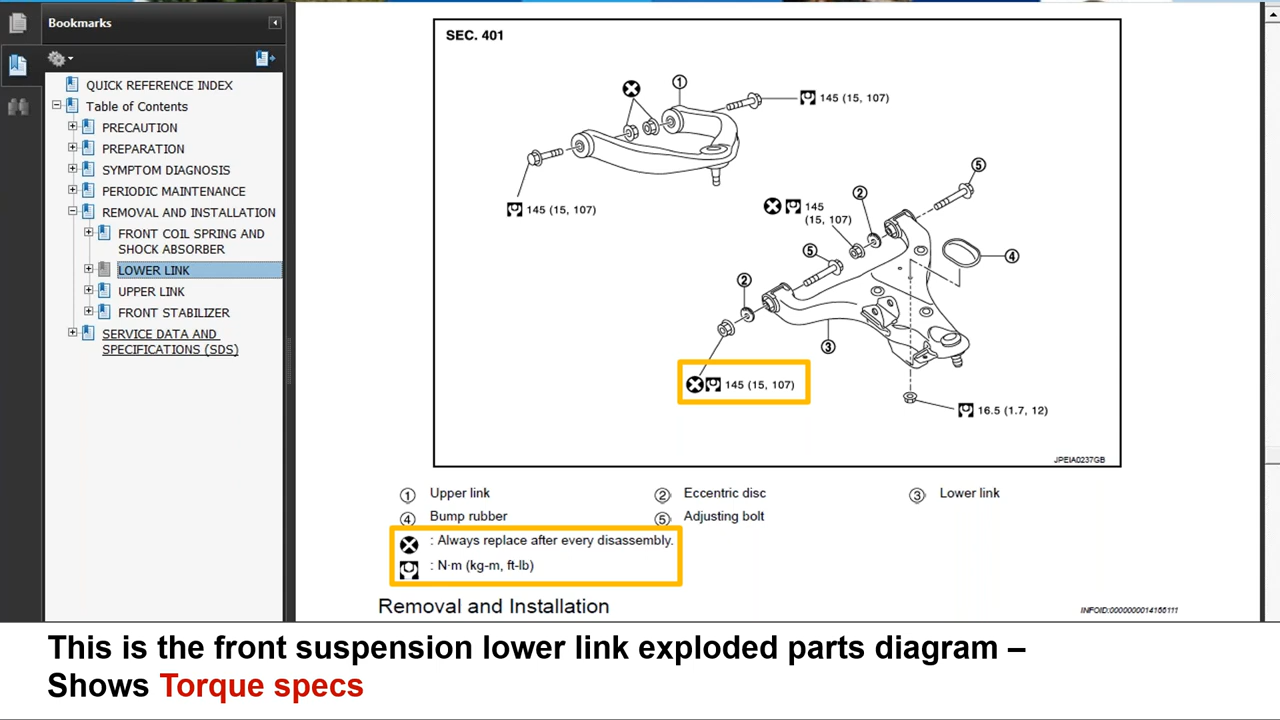 Bookmarks
QUICK REFERENCE INDEX
Table of Contents
PRECAUTION
PREPARATION
SYMPTOM DIAGNOSIS
PERIODIC MAINTENANCE
REMOVAL AND INSTALLATION
FRONT COIL SPRING AND
SHOCK ABSORBER
LOWER LINK
UPPER LINK
FRONT STABILIZER
SERVICE DATA AND
SPECIFICATIONS (SDS)
SEC. 401
1
145 (15, 107)
145 (15, 107)
5
2
145
(15, 107)
5
4
2
3
145 (15, 107)
16.5 (1.7, 12)
JPEIA0237GB
1 Upper link 2 Eccentric disc 3 Lower link
4 Bump rubber 5 Adjusting bolt
: Always replace after every disassembly.
: N·m (kg-m, ft-lb)
Removal and Installation
INFOID:0000000014166111
This is the front suspension lower link exploded parts diagram –
Shows Torque specs